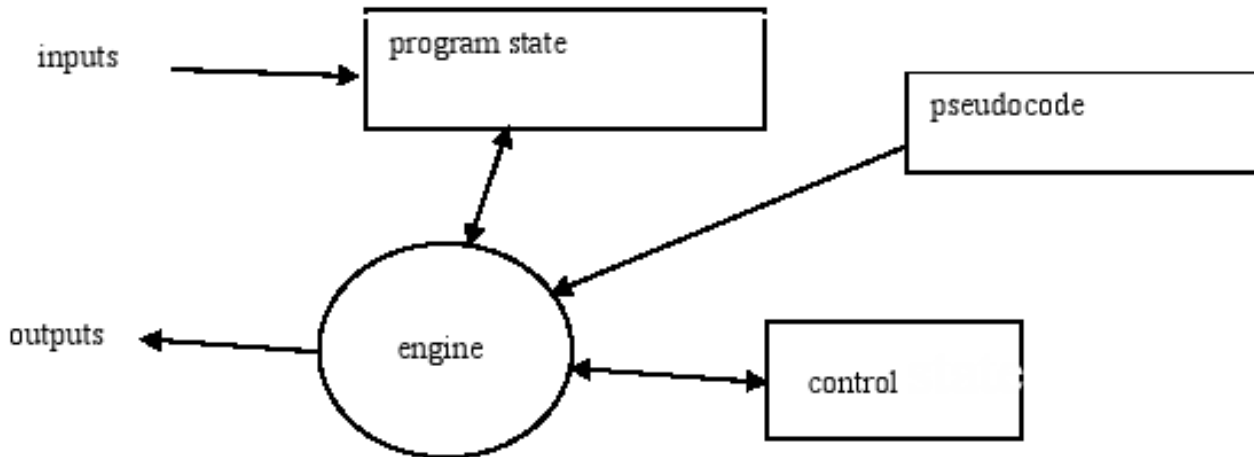 program state
inputs
pseudocode
outputs
engine
control